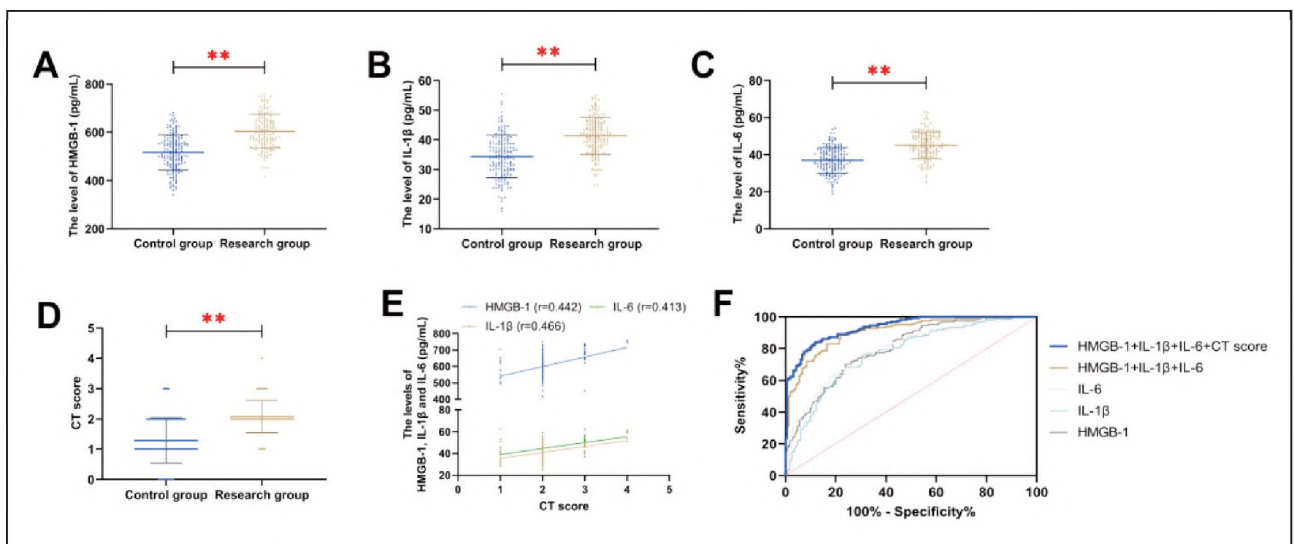 A
**
The level of HMGB-1 (pg/mL)
800
600
400
200
Control group Research group
B
**
The level of IL-1β (pg/mL)
60
50
40
30
20
10
Control group Research group
C
**
The level of IL-6 (pg/mL)
80
60
40
20
0
Control group Research group
D
**
CT score
5
4
3
2
1
0
Control group Research group
E
HMGB-1 (r=0.442) IL-6 (r=0.413)
IL-1β (r=0.466)
The levels of
HMGB-1, IL-1β and IL-6 (pg/mL)
800
700
600
500
80
60
40
20
0 1 2 3 4 5
CT score
F
Sensitivity%
100
80
60
40
20
0
0 20 40 60 80 100
100% - Specificity%
HMGB-1+IL-1β+IL-6+CT score
HMGB-1+IL-1β+IL-6
IL-6
IL-1β
HMGB-1